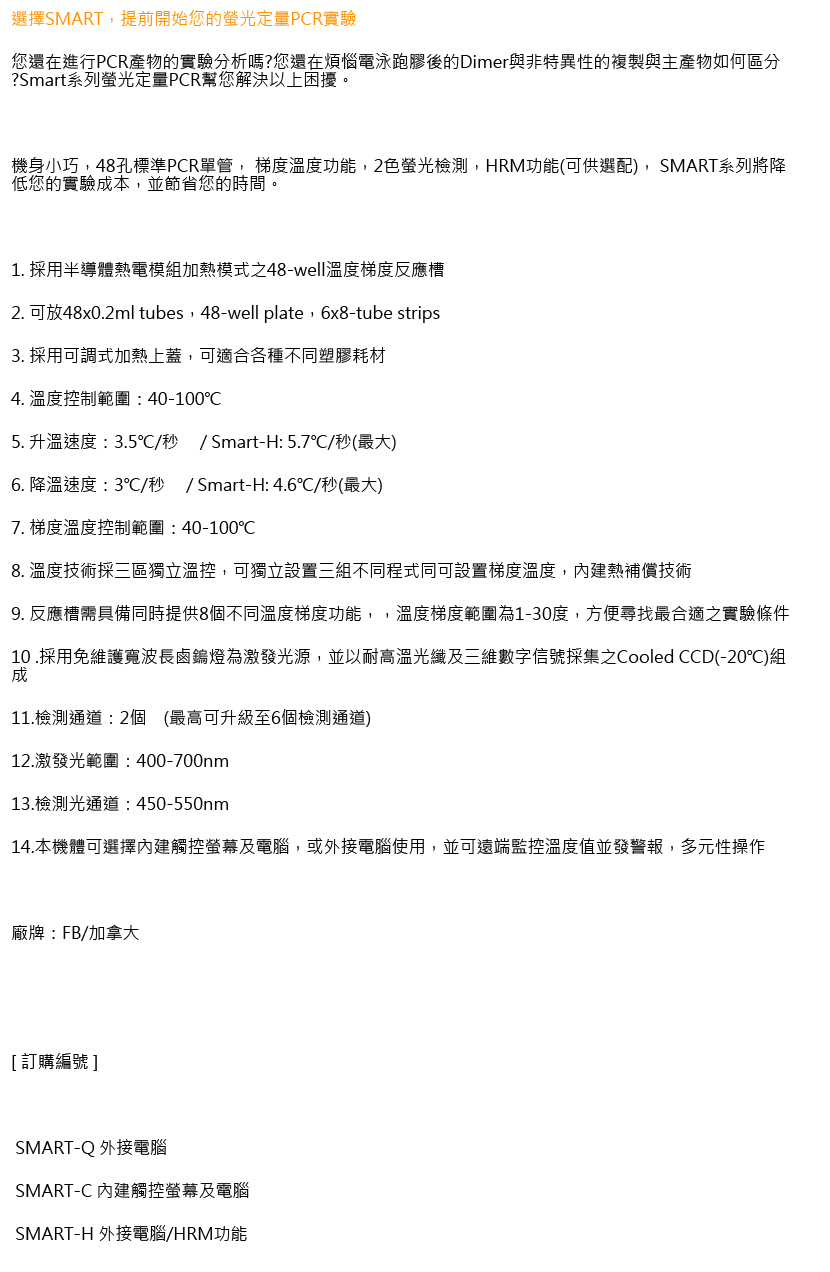 選擇SMART，提前開始您的螢光定量PCR實驗
您還在進行PCR產物的實驗分析嗎?您還在煩惱電泳跑膠後的Dimer與非特異性的複製與主產物如何區分
?Smart系列螢光定量PCR幫您解決以上困擾。
機身小巧，48孔標準PCR單管， 梯度溫度功能，2色螢光檢測，HRM功能(可供選配)， SMART系列將降
低您的實驗成本，並節省您的時間。
1. 採用半導體熱電模組加熱模式之48-well溫度梯度反應槽
2. 可放48x0.2ml tubes，48-well plate，6x8-tube strips
3. 採用可調式加熱上蓋，可適合各種不同塑膠耗材
4. 溫度控制範圍：40-100℃
5. 升溫速度：3.5℃/秒　 / Smart-H: 5.7℃/秒(最大)
6. 降溫速度：3℃/秒　 / Smart-H: 4.6℃/秒(最大)
7. 梯度溫度控制範圍：40-100℃
8. 溫度技術採三區獨立溫控，可獨立設置三組不同程式同可設置梯度溫度，內建熱補償技術
9. 反應槽需具備同時提供8個不同溫度梯度功能，，溫度梯度範圍為1-30度，方便尋找最合適之實驗條件
10 .採用免維護寬波長鹵鎢燈為激發光源，並以耐高溫光纖及三維數字信號採集之Cooled CCD(-20℃)組
成
11.檢測通道：2個　(最高可升級至6個檢測通道)
12.激發光範圍：400-700nm
13.檢測光通道：450-550nm
14.本機體可選擇內建觸控螢幕及電腦，或外接電腦使用，並可遠端監控溫度值並發警報，多元性操作
廠牌：FB/加拿大
[ 訂購編號 ]
SMART-Q 外接電腦
SMART-C 內建觸控螢幕及電腦
SMART-H 外接電腦/HRM功能